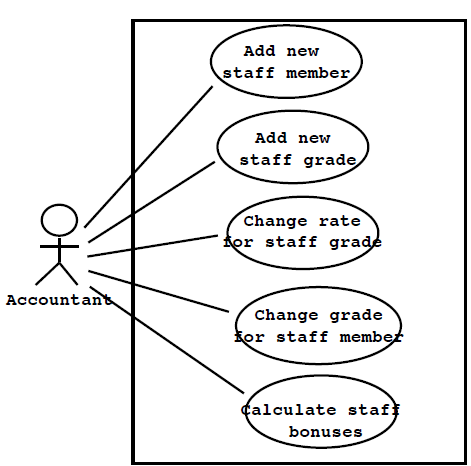 Add new
staff member
Add new
staff grade
Change rate
for staff grade
Accountant
Change grade
for staff member
Calculate staff
bonuses